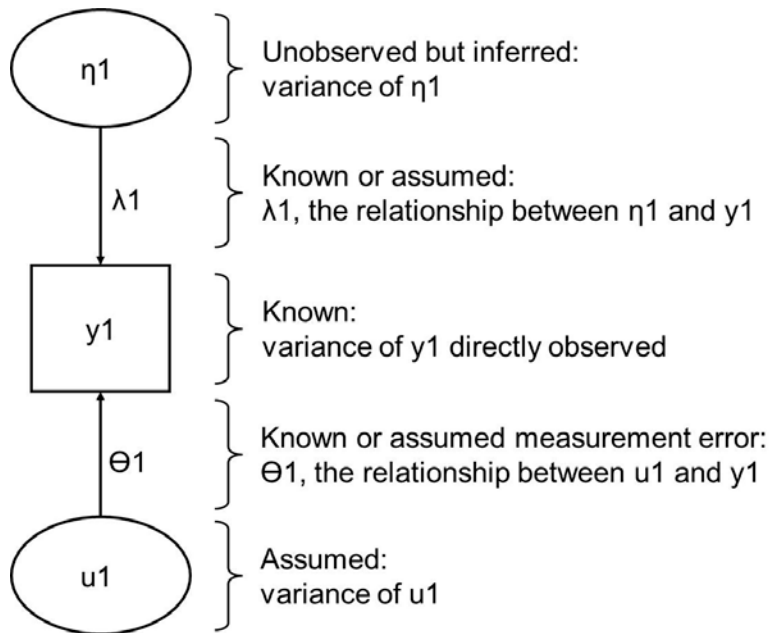 η1
Unobserved but inferred:
variance of η1
λ1
Known or assumed:
λ1, the relationship between η1 and y1
y1
Known:
variance of y1 directly observed
ϴ1
Known or assumed measurement error:
ϴ1, the relationship between u1 and y1
u1
Assumed:
variance of u1